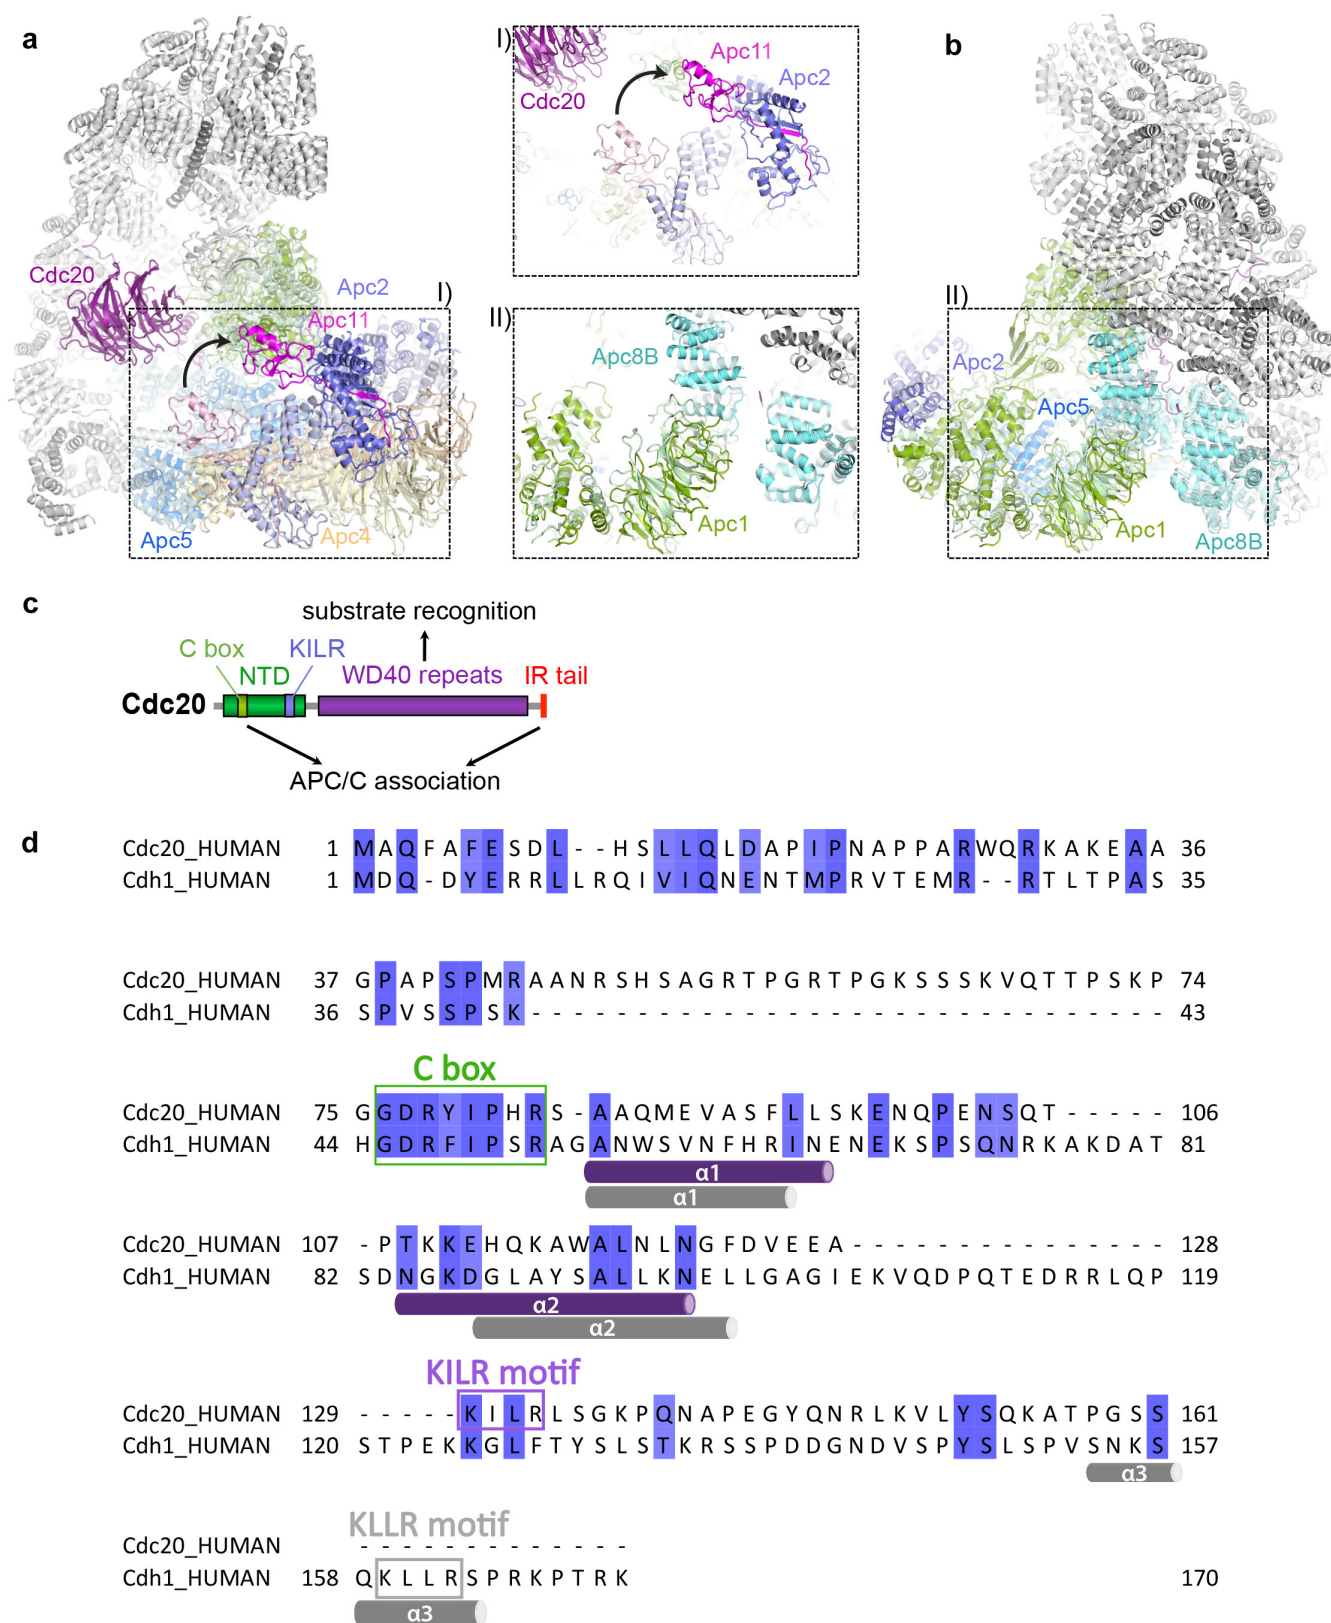 a
Cdc20
Apc2
I)
Apc11
Apc5
Apc4
I)
Apc11
Apc2
Cdc20
II)
Apc8B
Apc1
b
II)
Apc2
Apc5
Apc1
Apc8B
c
substrate recognition
C box
KILR
NTD
WD40 repeats
IR tail
Cdc20
APC/C association
d
Cdc20_HUMAN 1 M A Q F A F E S D L - - H S L L Q L D A P I P N A P P A R W Q R K A K E A A 36
Cdh1_HUMAN 1 M D Q - D Y E R R L L R Q I V I Q N E N T M P R V T E M R - - R T L T P A S 35
Cdc20_HUMAN 37 G P A P S P M R A A N R S H S A G R T P G R T P G K S S S K V Q T T P S K P 74
Cdh1_HUMAN 36 S P V S S P S K - - - - - - - - - - - - - - - - - - - - - - - - - - - - - - 43
C box
Cdc20_HUMAN 75 G G D R Y I P H R S - A A Q M E V A S F L L S K E N Q P E N S Q T - - - - - 106
Cdh1_HUMAN 44 H G D R F I P S R A G A N W S V N F H R I N E N E K S P S Q N R K A K D A T 81
α1
α1
Cdc20_HUMAN 107 - P T K K E H Q K A W A L N L N G F D V E E A - - - - - - - - - - - - - - - 128
Cdh1_HUMAN 82 S D N G K D G L A Y S A L L K N E L L G A G I E K V Q D P Q T E D R R L Q P 119
α2
α2
KILR motif
Cdc20_HUMAN 129 - - - - - K I L R L S G K P Q N A P E G Y Q N R L K V L Y S Q K A T P G S S 161
Cdh1_HUMAN 120 S T P E K K G L F T Y S L S T K R S S P D D G N D V S P Y S L S P V S N K S 157
α3
KLLR motif
Cdc20_HUMAN - - - - - - - - - - - - -
Cdh1_HUMAN 158 Q K L L R S P R K P T R K 170
α3